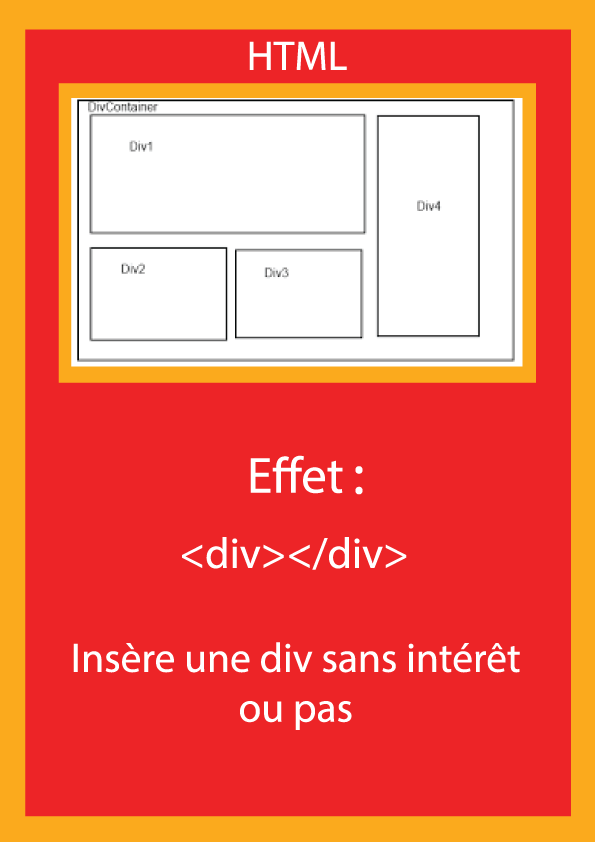 HTML
DivContainer
Div1
Div4
Div2
Div3
Effet :
<div></div>
Insère une div sans intérêt
ou pas